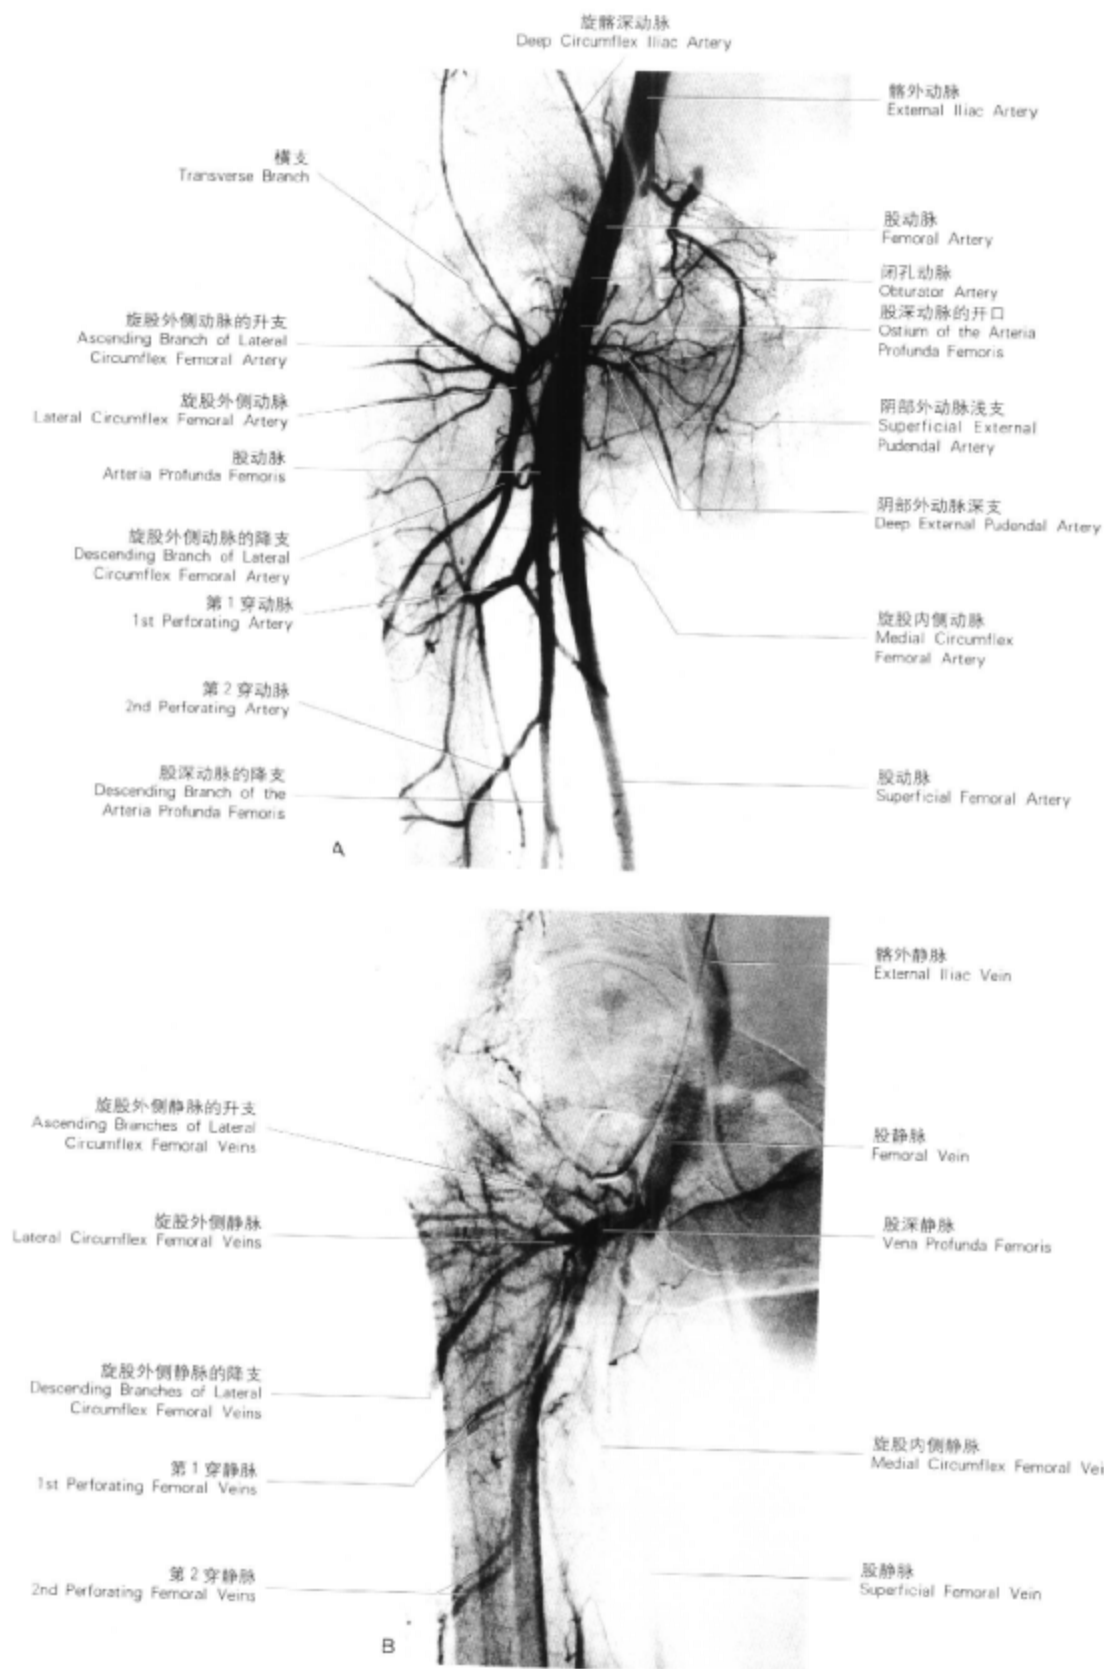 旋髂深动脉
Deep Circumflex Iliac Artery
髂外动脉
External Iliac Artery
横支
Transverse Branch
股动脉
Femoral Artery
闭孔动脉
Obturator Artery
股深动脉的开口
Ostium of the Arteria
Profunda Femoris
旋股外侧动脉的升支
Ascending Branch of Lateral
Circumflex Femoral Artery
旋股外侧动脉
Lateral Circumflex Femoral Artery
阴部外动脉浅支
Superficial External
Pudendal Artery
股动脉
Arteria Profunda Femoris
阴部外动脉深支
Deep External Pudendal Artery
旋股外侧动脉的降支
Descending Branch of Lateral
Circumflex Femoral Artery
第1穿动脉
1st Perforating Artery
旋股内侧动脉
Medial Circumflex
Femoral Artery
第2穿动脉
2nd Perforating Artery
股深动脉的降支
Descending Branch of the
Arteria Profunda Femoris
股动脉
Superficial Femoral Artery
A
髂外静脉
External Iliac Vein
旋股外侧静脉的升支
Ascending Branches of Lateral
Circumflex Femoral Veins
股静脉
Femoral Vein
旋股外侧静脉
Lateral Circumflex Femoral Veins
股深静脉
Vena Profunda Femoris
旋股外侧静脉的降支
Descending Branches of Lateral
Circumflex Femoral Veins
旋股内侧静脉
Medial Circumflex Femoral Vei
第1穿静脉
1st Perforating Femoral Veins
第2穿静脉
2nd Perforating Femoral Veins
股静脉
Superficial Femoral Vein
B